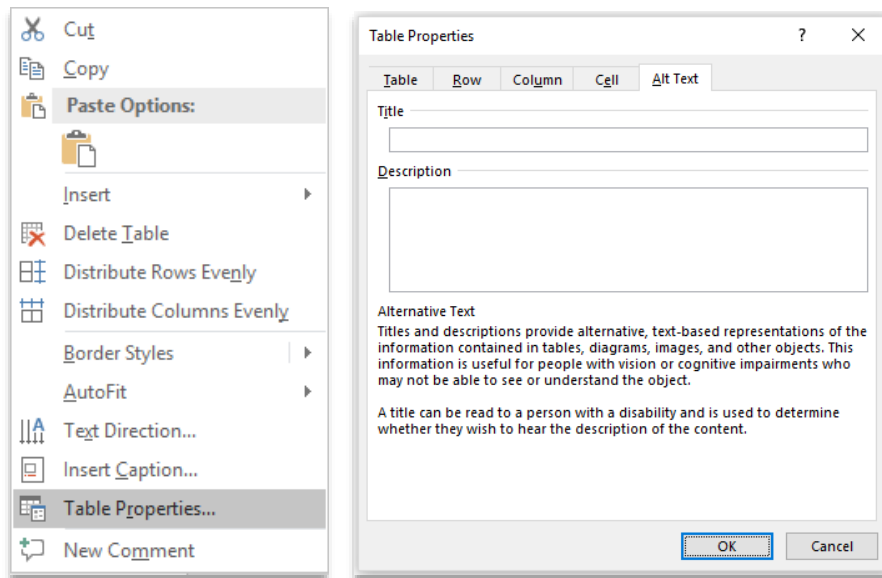 Cut
Copy
Paste Options:
Insert
Delete Table
Distribute Rows Evenly
Distribute Columns Evenly
Border Styles
AutoFit
Text Direction...
Insert Caption...
Table Properties...
New Comment
Table Properties ?
Table Row Column Cell Alt Text
Title
Description
Alternative Text
Titles and descriptions provide alternative, text-based representations of the
information contained in tables, diagrams, images, and other objects. This
information is useful for people with vision or cognitive impairments who
may not be able to see or understand the object.
A title can be read to a person with a disability and is used to determine
whether they wish to hear the description of the content.
OK Cancel